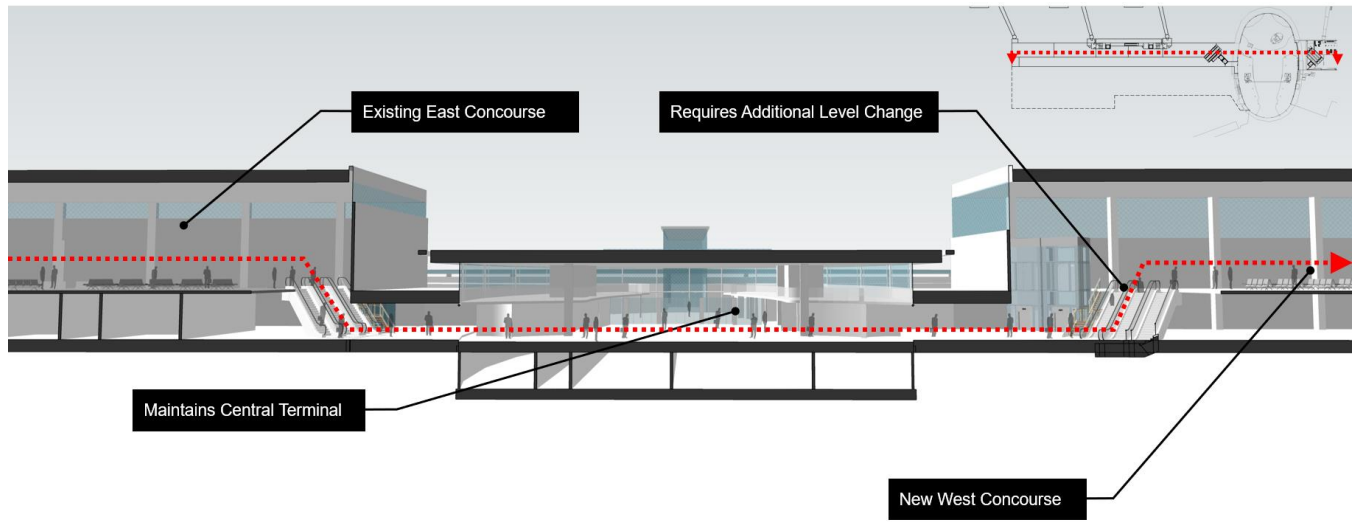 Existing East Concourse
Requires Additional Level Change
Maintains Central Terminal
New West Concourse